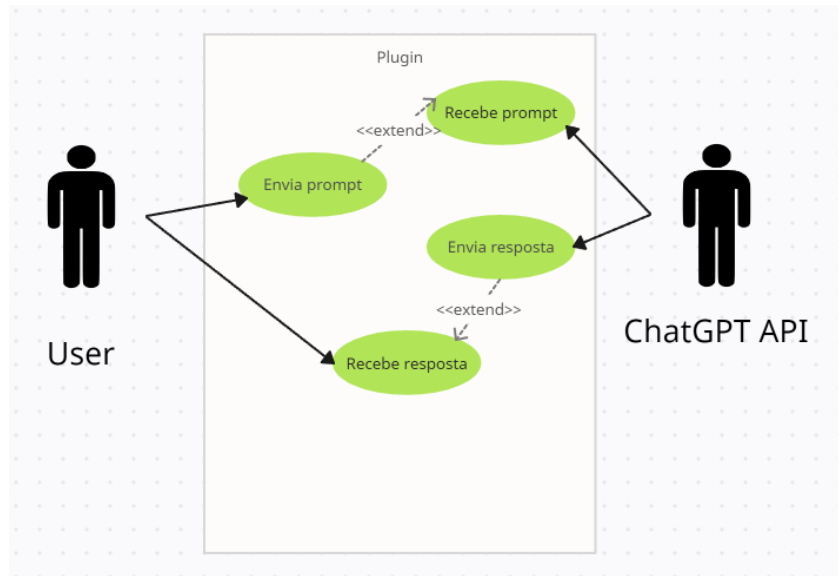 Plugin
Recebe prompt
<<extend>>
Envia prompt
Envia resposta
<<extend>>
ChatGPT API
User
Recebe resposta